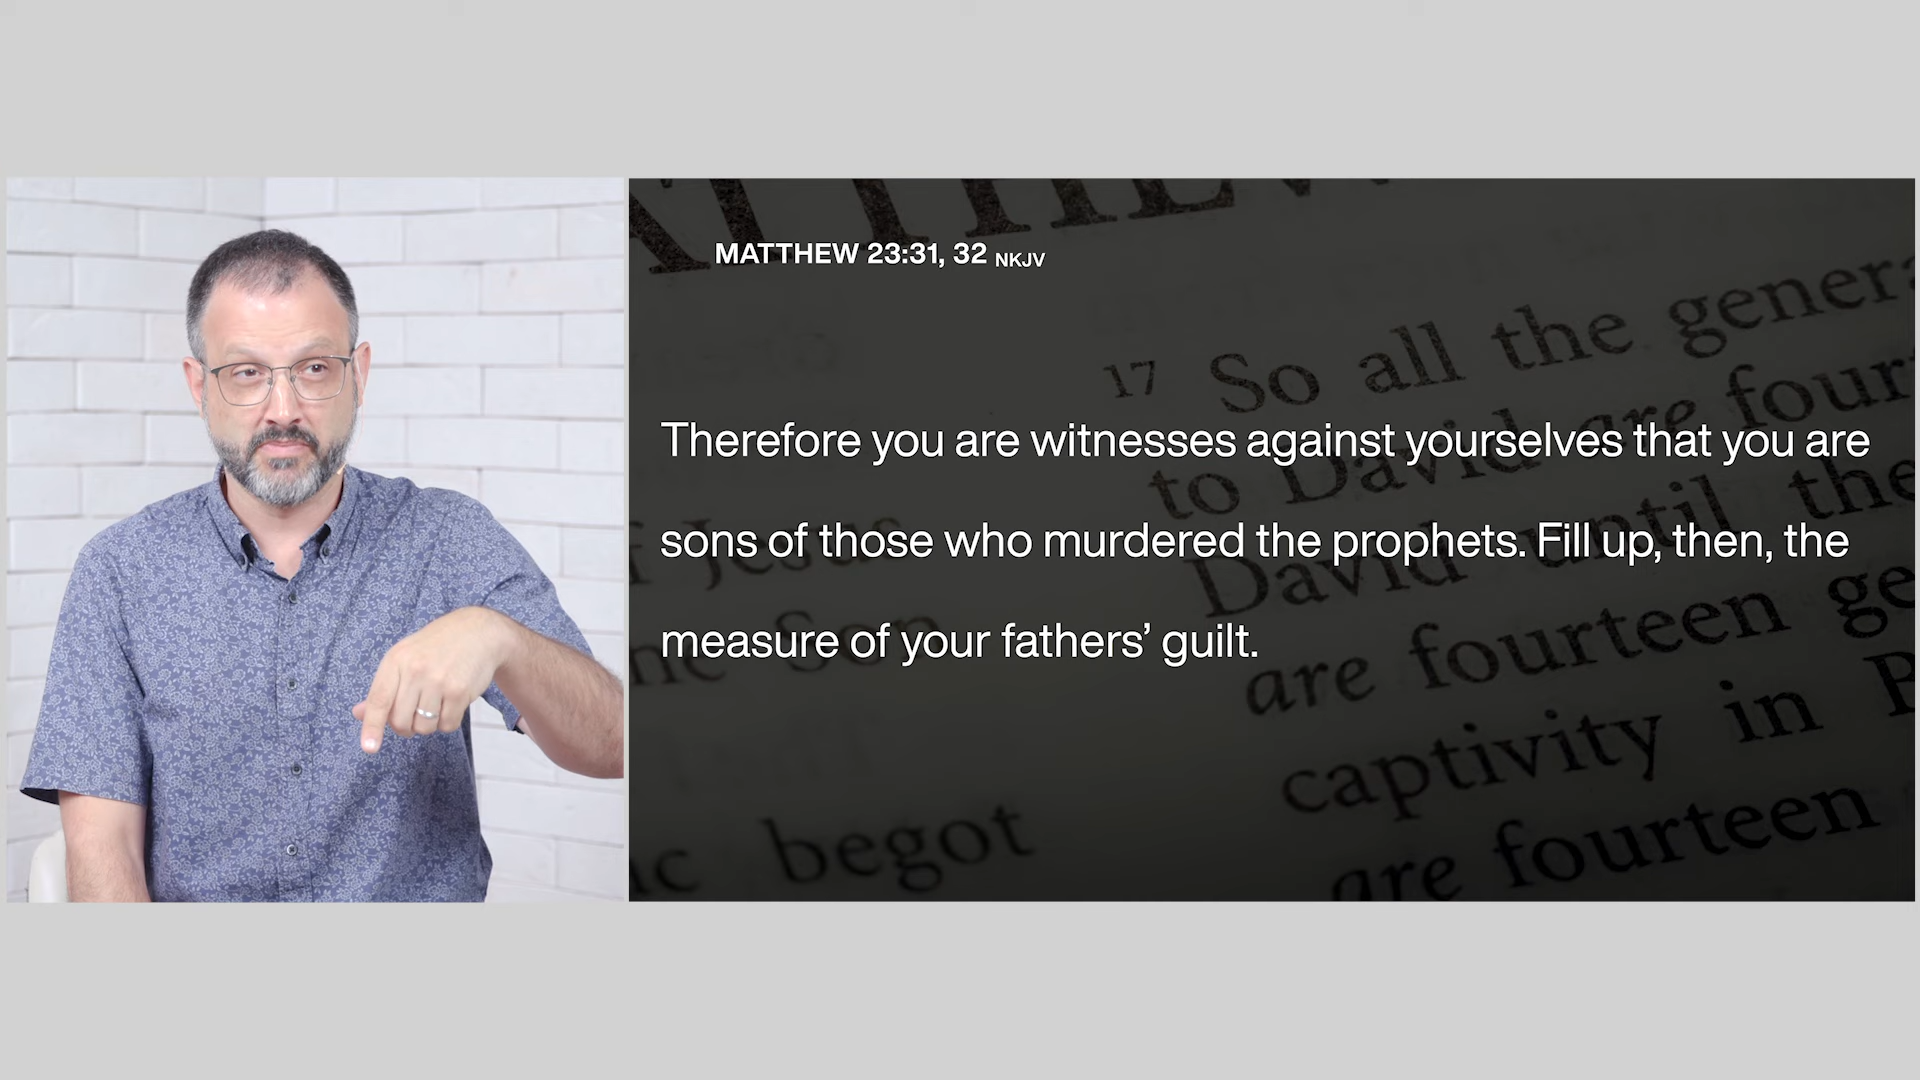 MATTHEW 23:31, 32 NKJV
Therefore you are witnesses against yourselves that you are
sons of those who murdered the prophets. Fill up, then, the
measure of your fathers’ guilt.
17 So all the genera
to David are four
David until the
are fourteen ge
captivity in B
are fourteen
f Jesus
Son
begot